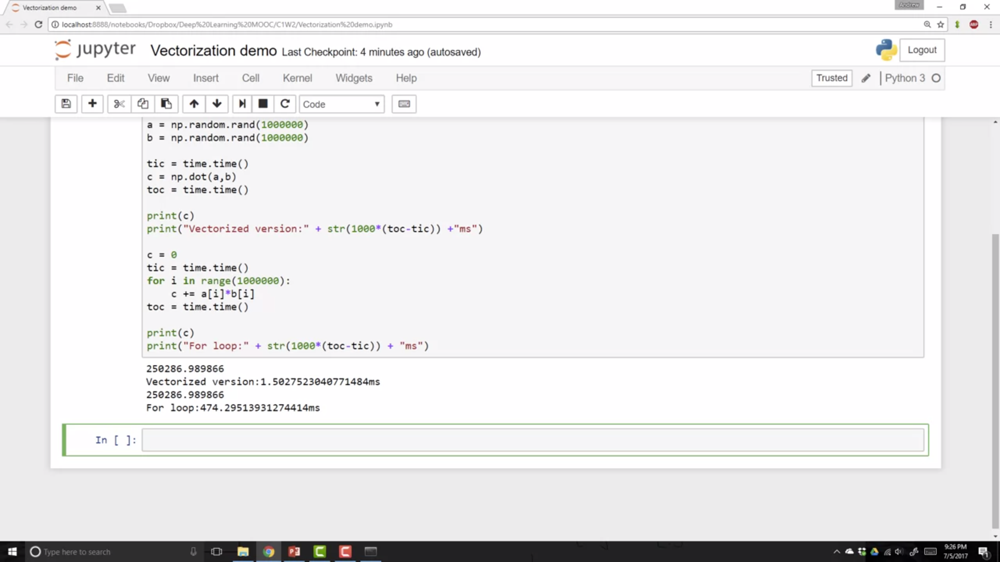 Vectorization demo
Andrew
localhost:8888/notebooks/Dropbox/Deep%20Learning%20MOOC/C1W2/Vectorization%20demo.ipynb
ABP
jupyter Vectorization demo Last Checkpoint: 4 minutes ago (autosaved) Logout
File Edit View Insert Cell Kernel Widgets Help Trusted Python 3
Code
a = np.random.rand(1000000)
b = np.random.rand(1000000)
tic = time.time()
c = np.dot(a,b)
toc = time.time()
print(c)
print("Vectorized version:" + str(1000*(toc-tic)) +"ms")
c = 0
tic = time.time()
for i in range(1000000):
    c += a[i]*b[i]
toc = time.time()
print(c)
print("For loop:" + str(1000*(toc-tic)) + "ms")
250286.989866
Vectorized version:1.5027523040771484ms
250286.989866
For loop:474.29513931274414ms
In [ ]:
Type here to search
9:26 PM
7/5/2017
1